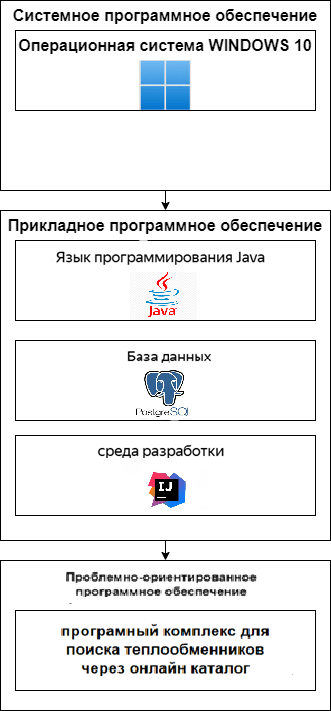 Системное программное обеспечение
Операционная система WINDOWS 10
Прикладное программное обеспечение
Язык программирования Java
Java
База данных
PostgreSQL
среда разработки
IJ
Проблемно-ориентированное
программное обеспечение
програмный комплекс для
поиска теплообменников
через онлайн каталог